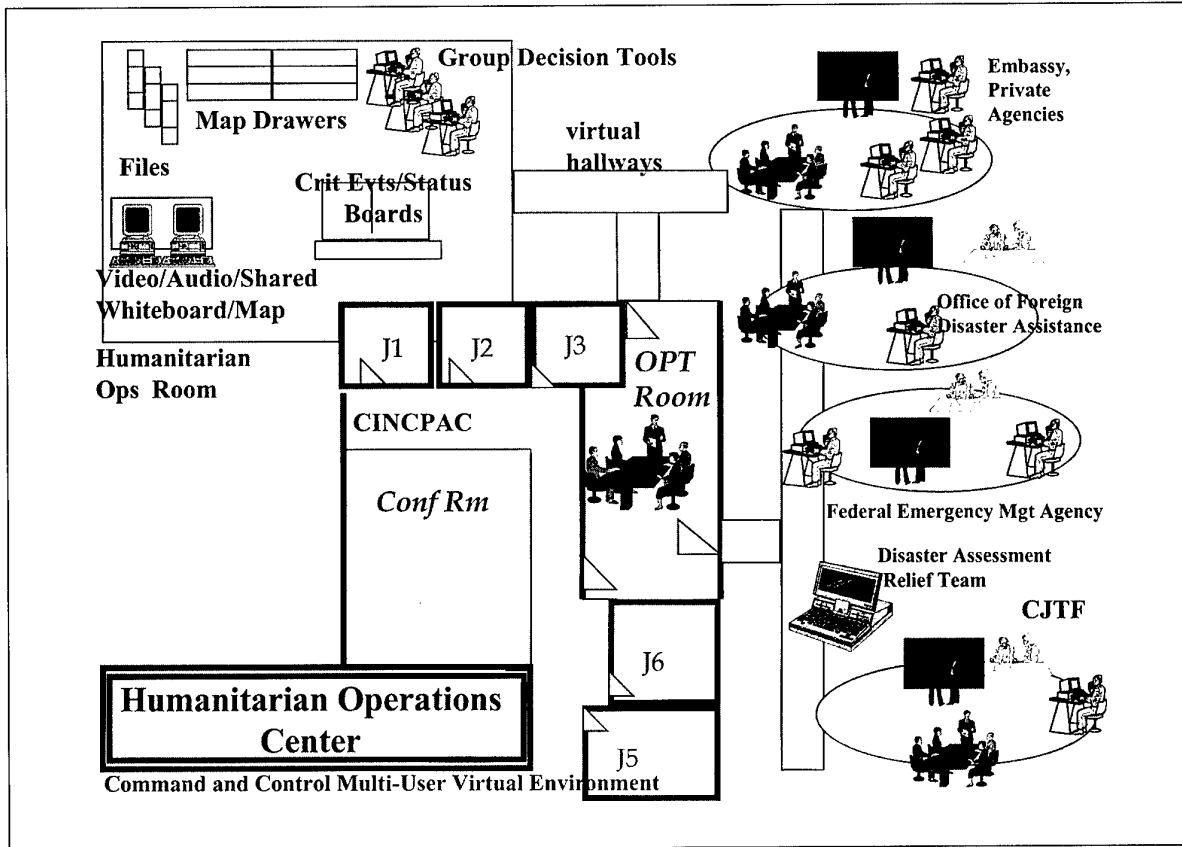 Group Decision Tools
Map Drawers
Files
Crit Evts/Status
Boards
Video/Audio/Shared
Whiteboard/Map
Humanitarian
Ops Room
virtual
hallways
J1
J2
J3
OPT
Room
CINCPAC
Conf Rm
J6
J5
Humanitarian Operations
Center
Command and Control Multi-User Virtual Environment
Embassy,
Private
Agencies
Office of Foreign
Disaster Assistance
Federal Emergency Mgt Agency
Disaster Assessment
/Relief Team
CJTF